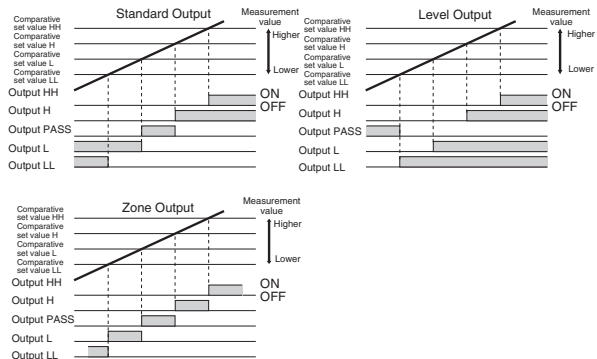 Standard Output
Measurement
value
Comparative
set value HH
Comparative
set value H
Comparative
set value L
Comparative
set value LL
Higher
Lower
Output HH
Output H
Output PASS
Output L
Output LL
ON
OFF
Level Output
Measurement
value
Comparative
set value HH
Comparative
set value H
Comparative
set value L
Comparative
set value LL
Higher
Lower
Output HH
Output H
Output PASS
Output L
Output LL
ON
OFF
Zone Output
Measurement
value
Comparative
set value HH
Comparative
set value H
Comparative
set value L
Comparative
set value LL
Higher
Lower
Output HH
Output H
Output PASS
Output L
Output LL
ON
OFF